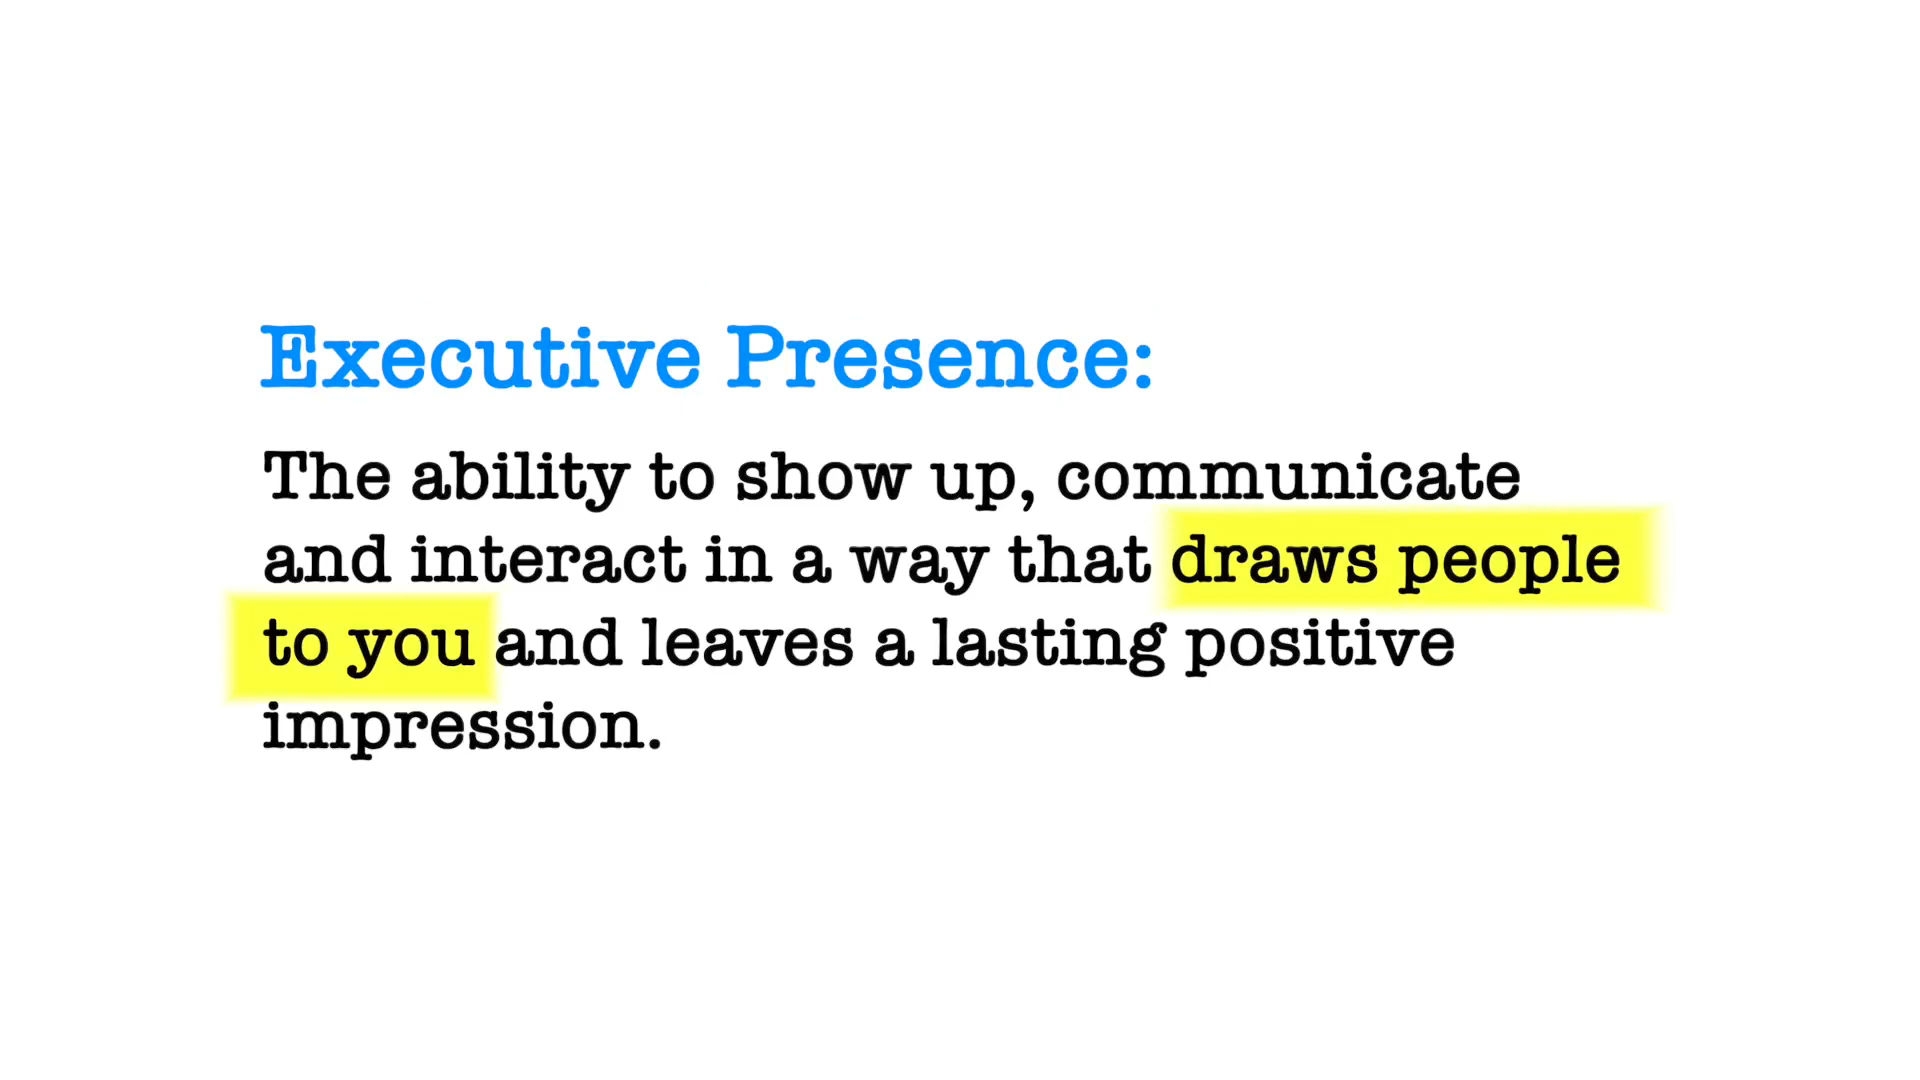 Executive Presence:
The ability to show up, communicate
and interact in a way that draws people
to you and leaves a lasting positive
impression.